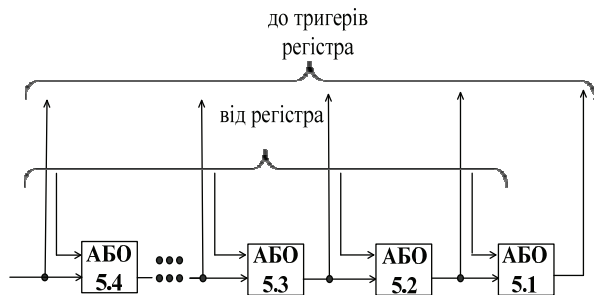 до тригерів
регістра
від регістра
АБО
5.4
АБО
5.3
АБО
5.2
АБО
5.1